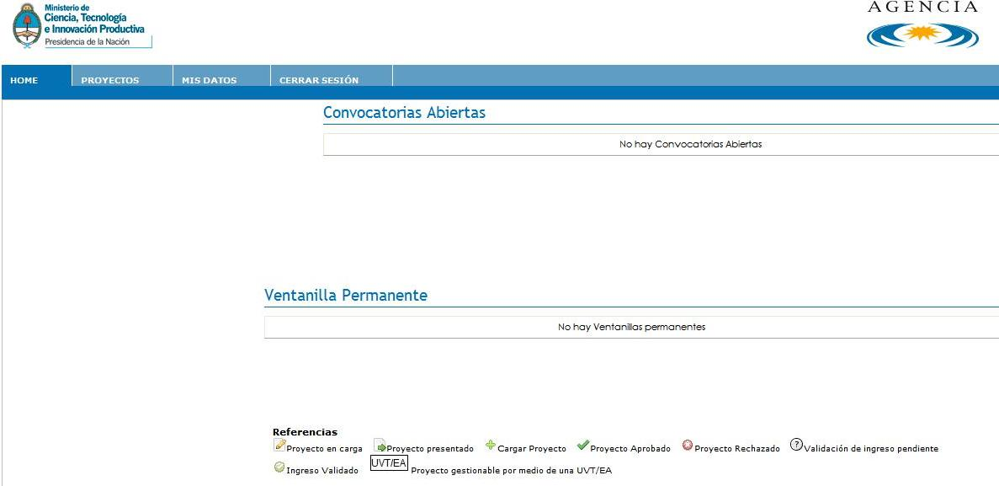 Ministerio de
Ciencia, Tecnología
e Innovación Productiva
Presidencia de la Nación
AGENCIA
HOME PROYECTOS MIS DATOS CERRAR SESIÓN
Convocatorias Abiertas
No hay Convocatorias Abiertas
Ventanilla Permanente
No hay Ventanillas permanentes
Referencias
Proyecto en carga Proyecto presentado Cargar Proyecto Proyecto Aprobado Proyecto Rechazado ? Validación de ingreso pendiente
Ingreso Validado UVT/EA Proyecto gestionable por medio de una UVT/EA